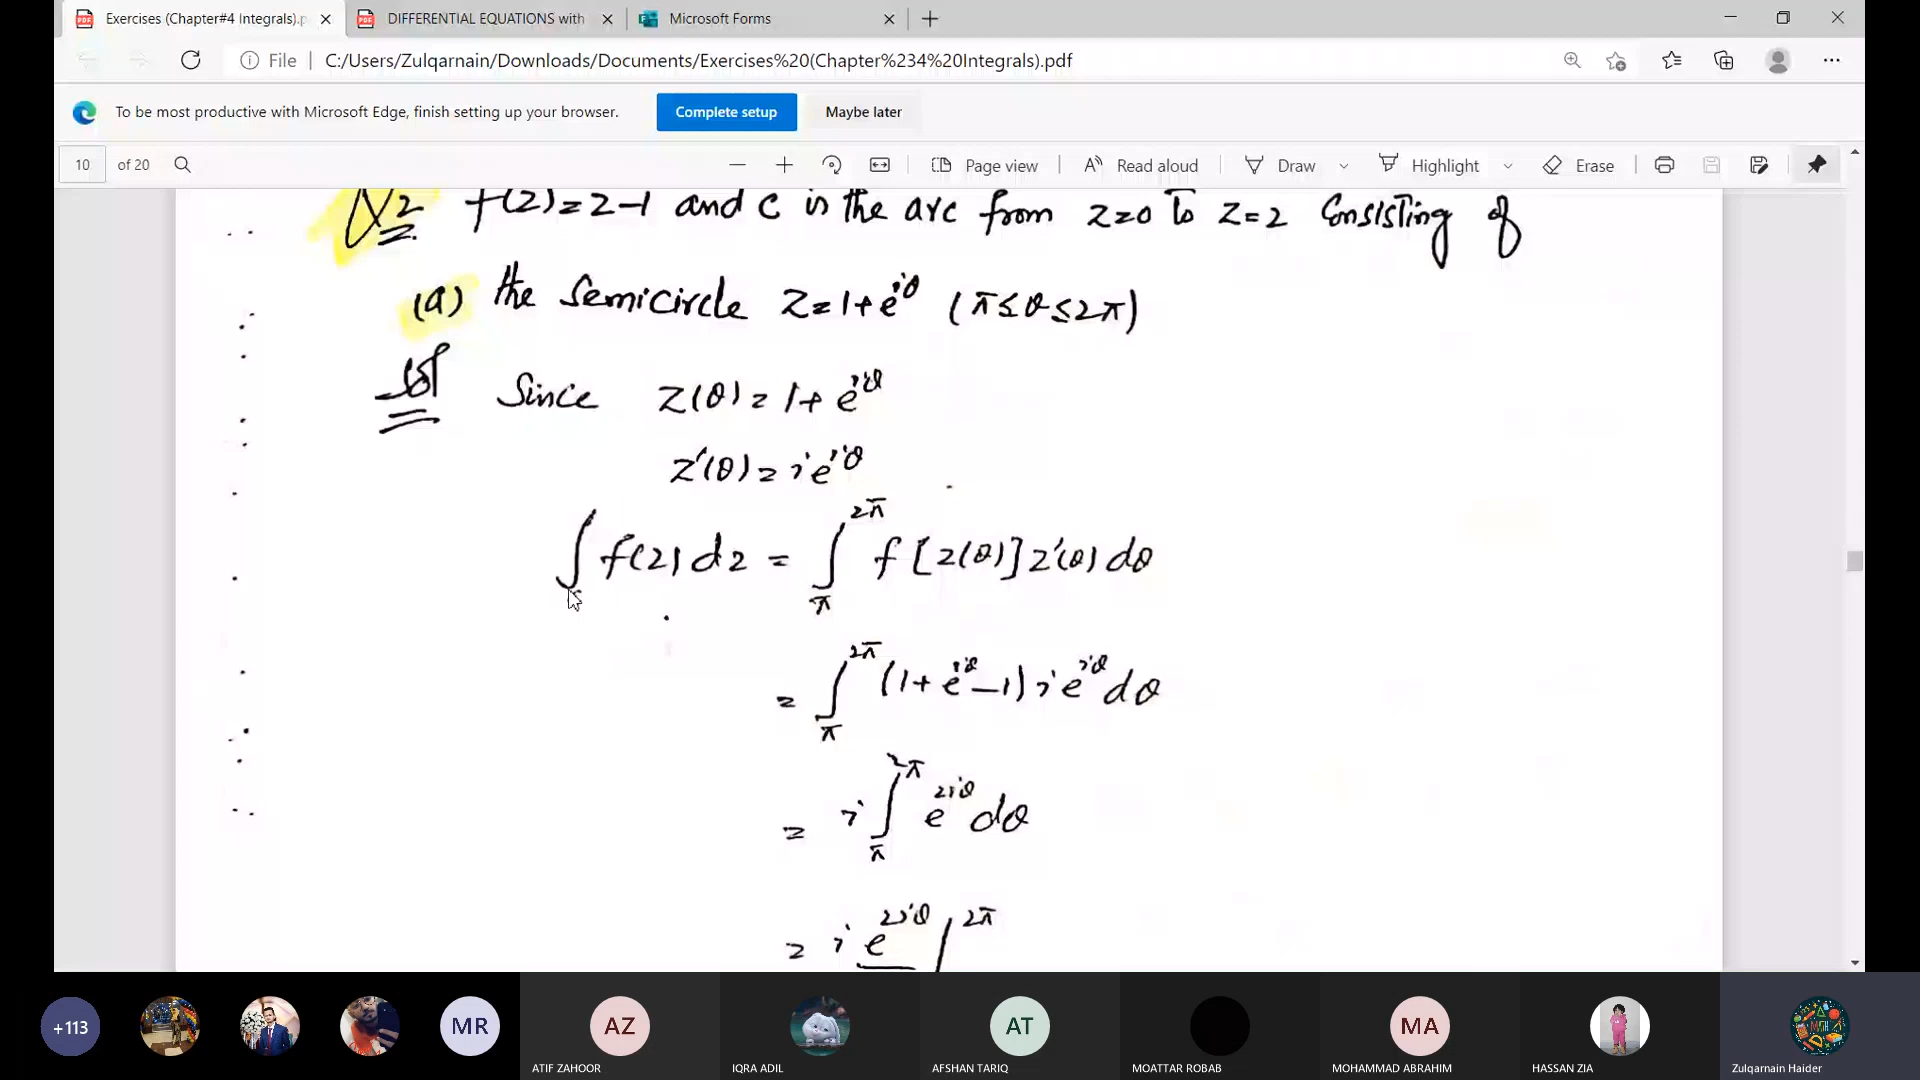 Exercises (Chapter#4 Integrals).p
DIFFERENTIAL EQUATIONS with
Microsoft Forms
File | C:/Users/Zulqarnain/Downloads/Documents/Exercises%20(Chapter%234%20Integrals).pdf
To be most productive with Microsoft Edge, finish setting up your browser.
Complete setup
Maybe later
10 of 20
Page view
Read aloud
Draw
Highlight
Erase
N2 f(z)=z-1 and C is the arc from z=0 to z=2 Consisting of
(a) the semicircle z=1+e^{iθ} (π≤θ≤2π)
Sol Since z(θ)=1+e^{iθ}
z'(θ)=ie^{iθ}
∫ f(z)dz = ∫_π^{2π} f[z(θ)]z'(θ)dθ
= ∫_π^{2π} (1+e^{iθ}-1)ie^{iθ}dθ
= i∫_π^{2π} e^{2iθ}dθ
= i e^{2iθ} |^{2π}
+113
MR
AZ
AT
MA
ATIF ZAHOOR
IQRA ADIL
AFSHAN TARIQ
MOATTAR ROBAB
MOHAMMAD ABRAHIM
HASSAN ZIA
Zulqarnain Haider